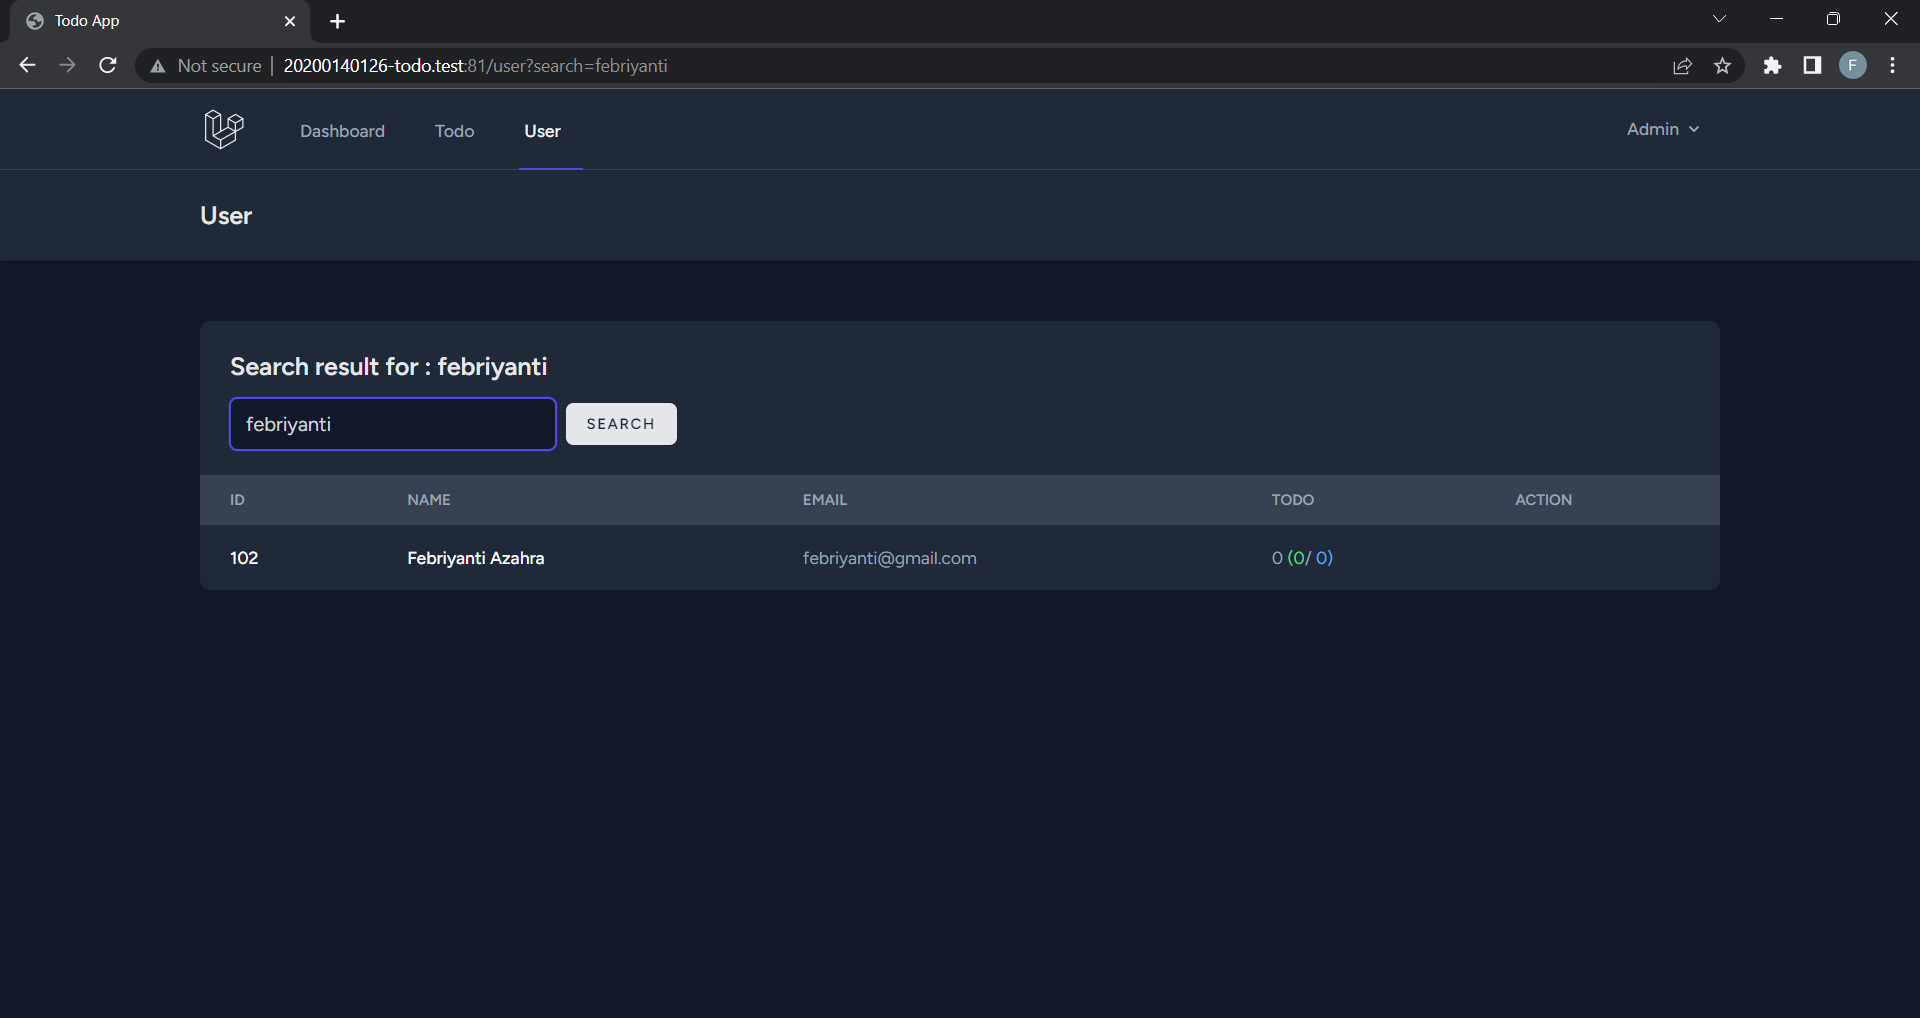 Todo App
Not secure | 20200140126-todo.test:81/user?search=febriyanti
F
Dashboard Todo User Admin
User
Search result for : febriyanti
febriyanti SEARCH
ID NAME EMAIL TODO ACTION
102 Febriyanti Azahra febriyanti@gmail.com 0 (0/ 0)